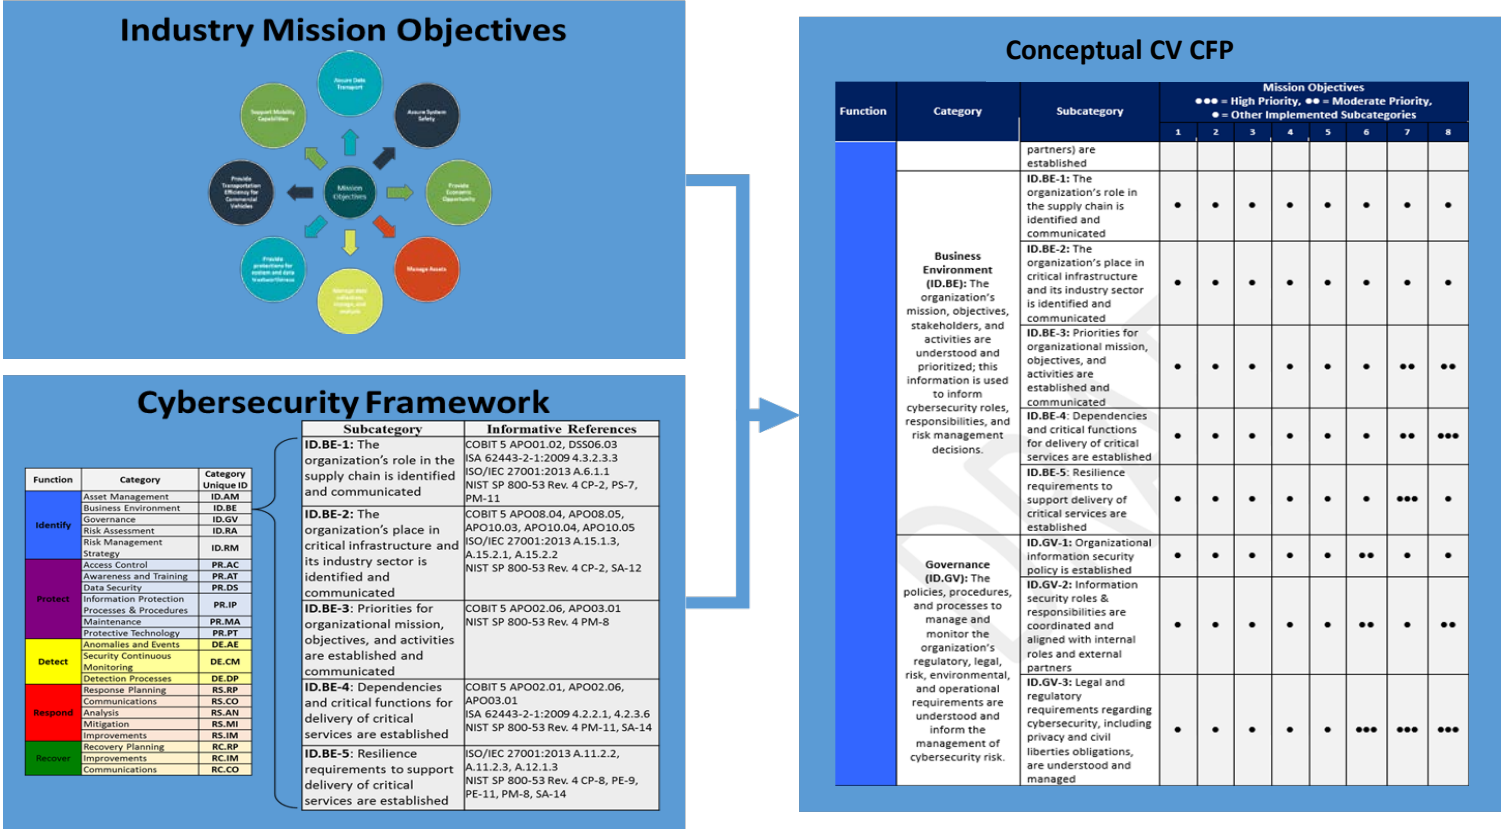 Industry Mission Objectives
Assure Data
Transport
Assure System
Safety
Provide
Economic
Opportunity
Manage Assets
Manage data
collection,
storage, and
analysis
Provide
protections for
system and data
trustworthiness
Provide
Transportation
Efficiency for
Commercial
Vehicles
Support Mobility
Capabilities
Mission
Objectives
Cybersecurity Framework
Function
Category
Category
Unique ID
Identify
Asset Management ID.AM
Business Environment ID.BE
Governance ID.GV
Risk Assessment ID.RA
Risk Management
Strategy ID.RM
Protect
Access Control PR.AC
Awareness and Training PR.AT
Data Security PR.DS
Information Protection
Processes & Procedures PR.IP
Maintenance PR.MA
Protective Technology PR.PT
Detect
Anomalies and Events DE.AE
Security Continuous
Monitoring DE.CM
Detection Processes DE.DP
Respond
Response Planning RS.RP
Communications RS.CO
Analysis RS.AN
Mitigation RS.MI
Improvements RS.IM
Recover
Recovery Planning RC.RP
Improvements RC.IM
Communications RC.CO
Subcategory
Informative References
ID.BE-1: The
organization's role in the
supply chain is identified
and communicated
COBIT 5 APO01.02, DSS06.03
ISA 62443-2-1:2009 4.3.2.3.3
ISO/IEC 27001:2013 A.6.1.1
NIST SP 800-53 Rev. 4 CP-2, PS-7,
PM-11
ID.BE-2: The
organization's place in
critical infrastructure and
its industry sector is
identified and
communicated
COBIT 5 APO08.04, APO08.05,
APO10.03, APO10.04, APO10.05
ISO/IEC 27001:2013 A.15.1.3,
A.15.2.1, A.15.2.2
NIST SP 800-53 Rev. 4 CP-2, SA-12
ID.BE-3: Priorities for
organizational mission,
objectives, and activities
are established and
communicated
COBIT 5 APO02.06, APO03.01
NIST SP 800-53 Rev. 4 PM-8
ID.BE-4: Dependencies
and critical functions for
delivery of critical
services are established
COBIT 5 APO02.01, APO02.06,
APO03.01
ISA 62443-2-1:2009 4.2.2.1, 4.2.3.6
NIST SP 800-53 Rev. 4 PM-11, SA-14
ID.BE-5: Resilience
requirements to support
delivery of critical
services are established
ISO/IEC 27001:2013 A.11.2.2,
A.11.2.3, A.12.1.3
NIST SP 800-53 Rev. 4 CP-8, PE-9,
PE-11, PM-8, SA-14
Conceptual CV CFP
Function
Category
Subcategory
Mission Objectives
●●● = High Priority, ●● = Moderate Priority,
● = Other Implemented Subcategories
1 2 3 4 5 6 7 8
partners) are
established
Business
Environment
(ID.BE): The
organization's
mission, objectives,
stakeholders, and
activities are
understood and
prioritized; this
information is used
to inform
cybersecurity roles,
responsibilities, and
risk management
decisions.
ID.BE-1: The
organization's role in
the supply chain is
identified and
communicated
● ● ● ● ● ● ● ●
ID.BE-2: The
organization's place in
critical infrastructure
and its industry sector
is identified and
communicated
● ● ● ● ● ● ● ●
ID.BE-3: Priorities for
organizational mission,
objectives, and
activities are
established and
communicated
● ● ● ● ● ● ●● ●●
ID.BE-4: Dependencies
and critical functions
for delivery of critical
services are established
● ● ● ● ● ● ●● ●●●
ID.BE-5: Resilience
requirements to
support delivery of
critical services are
established
● ● ● ● ● ● ●●● ●
Governance
(ID.GV): The
policies, procedures,
and processes to
manage and
monitor the
organization's
regulatory, legal,
risk, environmental,
and operational
requirements are
understood and
inform the
management of
cybersecurity risk.
ID.GV-1: Organizational
information security
policy is established
● ● ● ● ● ●● ● ●
ID.GV-2: Information
security roles &
responsibilities are
coordinated and
aligned with internal
roles and external
partners
● ● ● ● ● ●● ● ●●
ID.GV-3: Legal and
regulatory
requirements regarding
cybersecurity, including
privacy and civil
liberties obligations,
are understood and
managed
● ● ● ● ● ●●● ●●● ●●●
DRAFT